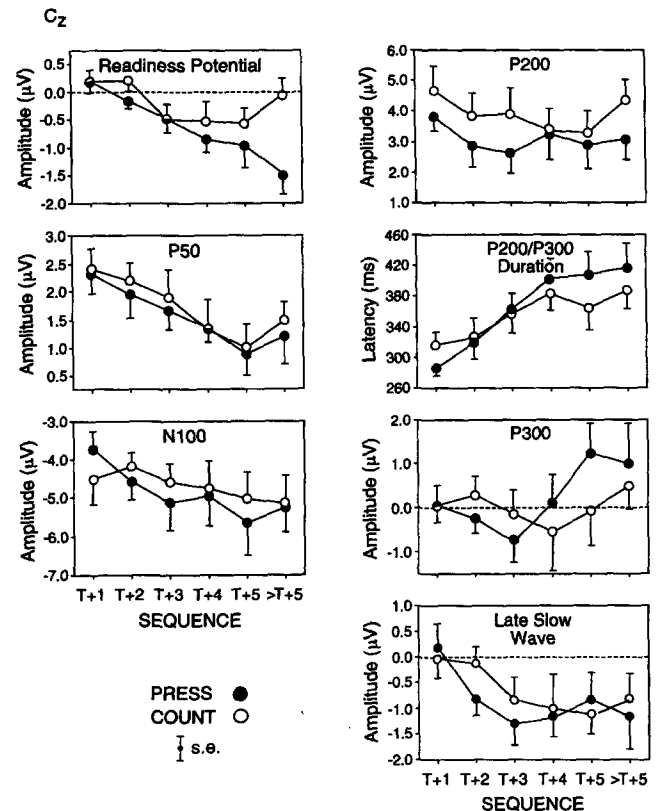 Cz
Readiness Potential
Amplitude (μV)
0.5
0.0
-0.5
-1.0
-1.5
-2.0
P50
Amplitude (μV)
2.5
2.0
1.5
1.0
0.5
N100
Amplitude (μV)
-3.0
-4.0
-5.0
-6.0
-7.0
T+1 T+2 T+3 T+4 T+5 >T+5
SEQUENCE
PRESS
COUNT
s.e.
P200
Amplitude (μV)
6.0
5.0
4.0
3.0
2.0
1.0
P200/P300
Duration
Latency (ms)
460
420
380
340
300
260
P300
Amplitude (μV)
2.0
1.0
0.0
-1.0
Late Slow
Wave
Amplitude (μV)
1.0
0.5
0.0
-0.5
-1.0
-1.5
-2.0
T+1 T+2 T+3 T+4 T+5 >T+5
SEQUENCE